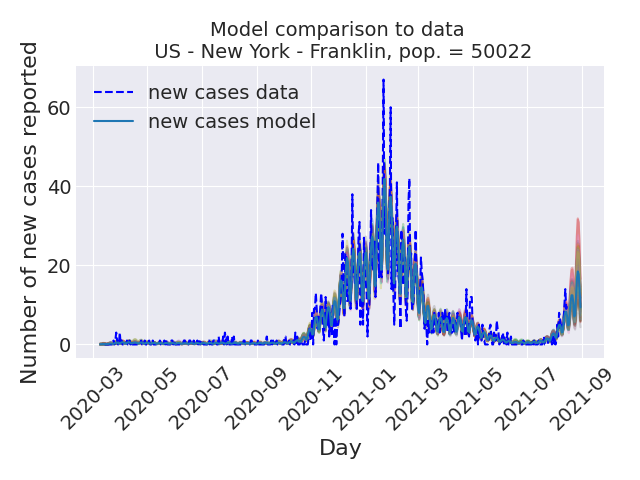 Model comparison to data
US - New York - Franklin, pop. = 50022
Number of new cases reported
60
40
20
0
new cases data
new cases model
2020-03
2020-05
2020-07
2020-09
2020-11
2021-01
2021-03
2021-05
2021-07
2021-09
Day